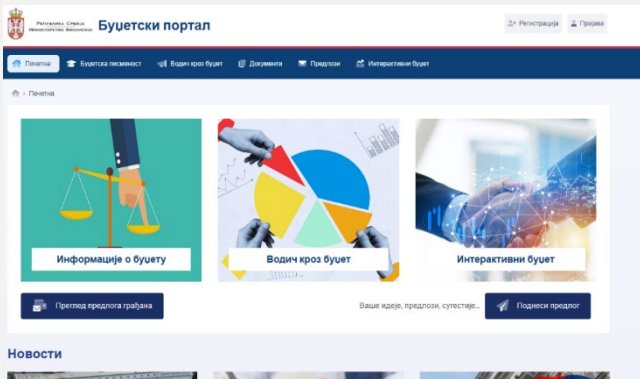 Република Србија
Министарство финансија
Буџетски портал
Регистрација
Пријава
Почетна
Буџетска писменост
Водич кроз буџет
Документи
Предлози
Интерактивни буџет
Почетна
Информације о буџету
Водич кроз буџет
Интерактивни буџет
Преглед предлога грађана
Ваше идеје, предлози, сугестије...
Поднеси предлог
Новости